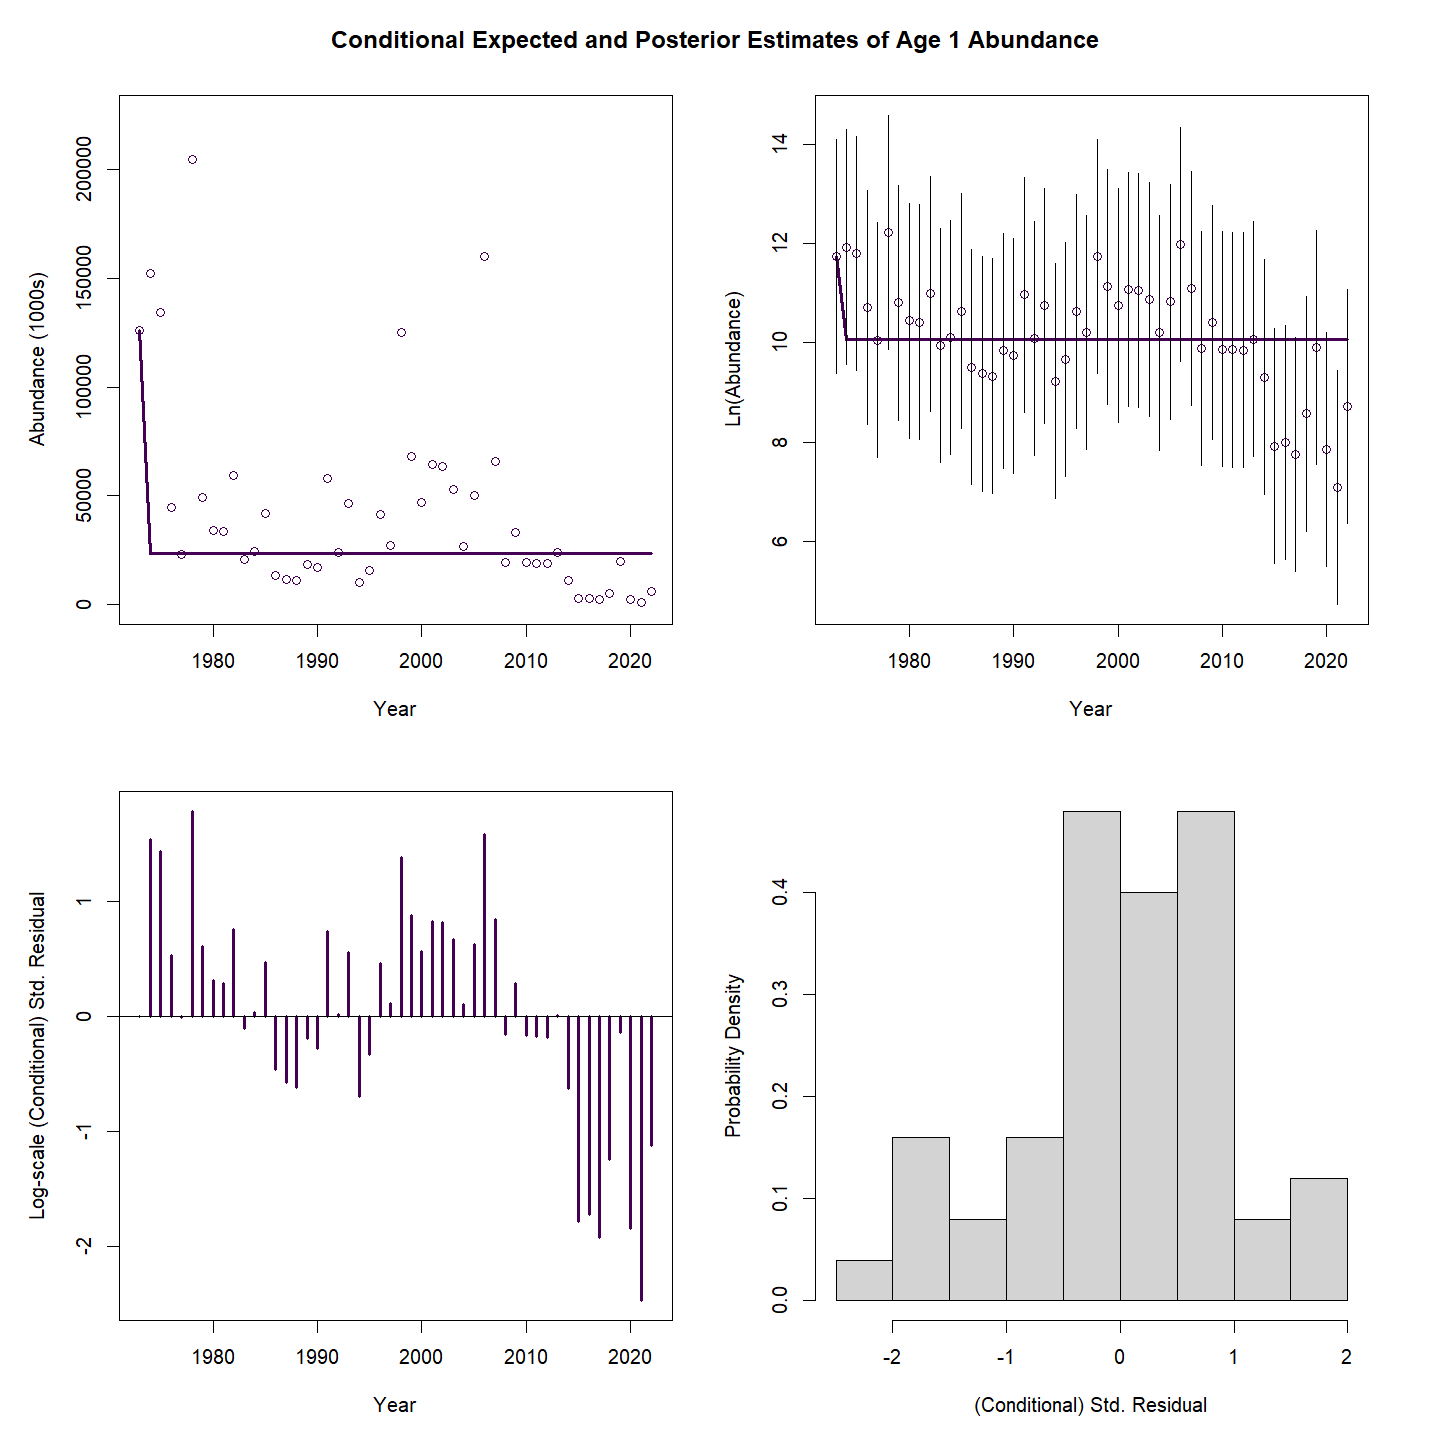 Conditional Expected and Posterior Estimates of Age 1 Abundance
Abundance (1000s)
0
50000
100000
150000
200000
1980 1990 2000 2010 2020
Year
Ln(Abundance)
6
8
10
12
14
1980 1990 2000 2010 2020
Year
Log-scale (Conditional) Std. Residual
-2
-1
0
1
1980 1990 2000 2010 2020
Year
Probability Density
0.0
0.1
0.2
0.3
0.4
-2 -1 0 1 2
(Conditional) Std. Residual